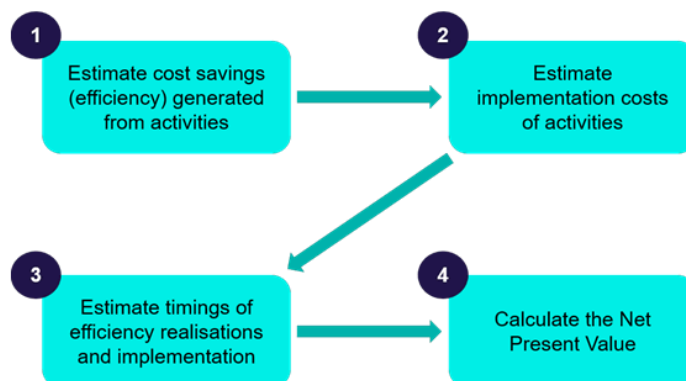 1
Estimate cost savings
(efficiency) generated
from activities
2
Estimate
implementation costs
of activities
3
Estimate timings of
efficiency realisations
and implementation
4
Calculate the Net
Present Value